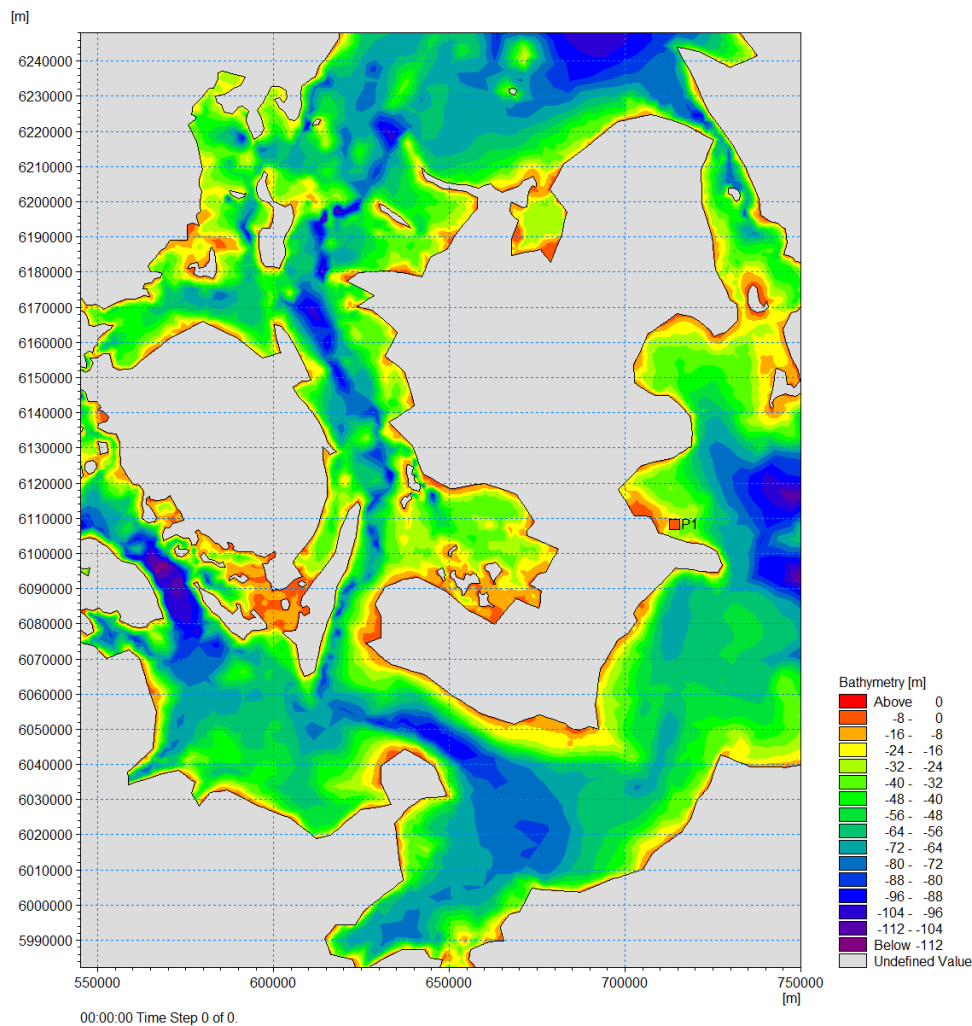 [m]
6240000
6230000
6220000
6210000
6200000
6190000
6180000
6170000
6160000
6150000
6140000
6130000
6120000
6110000
6100000
6090000
6080000
6070000
6060000
6050000
6040000
6030000
6020000
6010000
6000000
5990000
P1
550000 600000 650000 700000 750000
[m]
Bathymetry [m]
Above 0
-8 - 0
-16 - -8
-24 - -16
-32 - -24
-40 - -32
-48 - -40
-56 - -48
-64 - -56
-72 - -64
-80 - -72
-88 - -80
-96 - -88
-104 - -96
-112 - -104
Below -112
Undefined Value
00:00:00 Time Step 0 of 0.